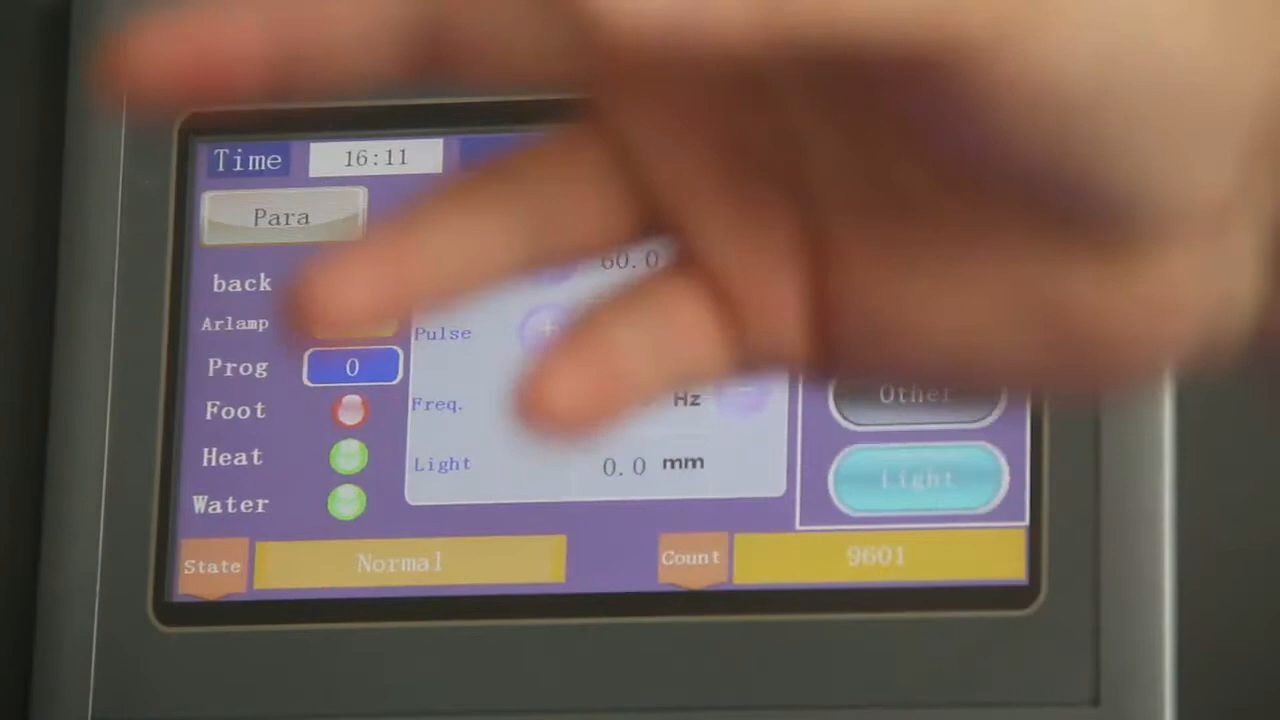 Time 16:11
Para
back
60.0
Arlamp
Pulse
Prog 0
Other
Foot
Freq. Hz
Heat
Light 0.0 mm
Light
Water
State Normal Count 9601